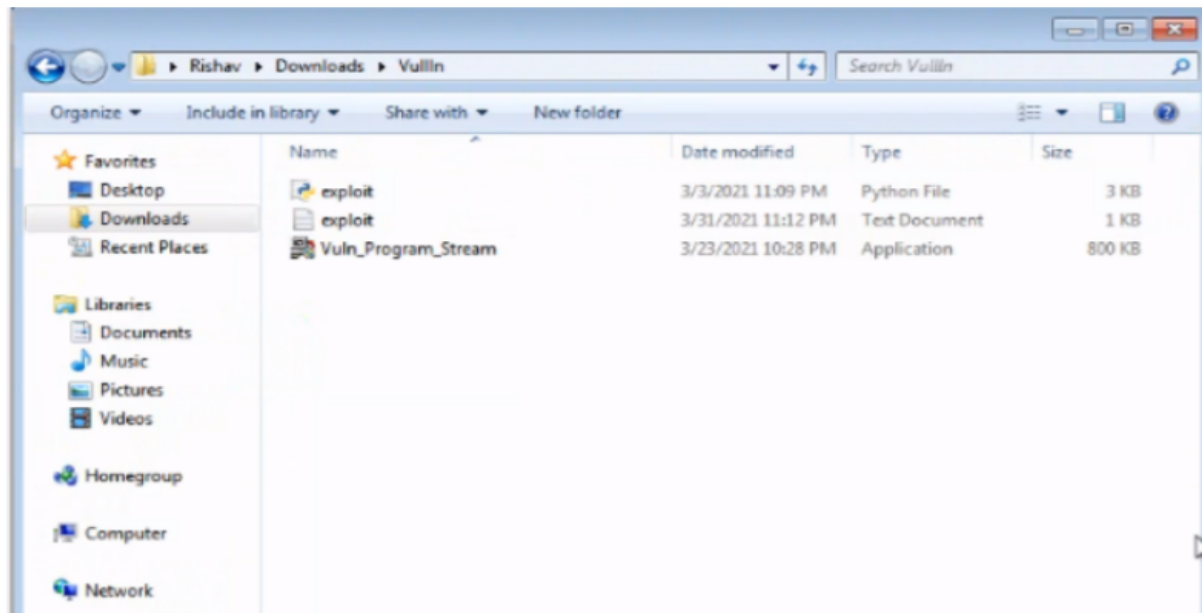 Rishav Downloads Vullln Search Vullln
Organize Include in library Share with New folder
Name Date modified Type Size
Favorites
Desktop
Downloads
Recent Places
Libraries
Documents
Music
Pictures
Videos
Homegroup
Computer
Network
exploit 3/3/2021 11:09 PM Python File 3 KB
exploit 3/31/2021 11:12 PM Text Document 1 KB
Vuln_Program_Stream 3/23/2021 10:28 PM Application 800 KB